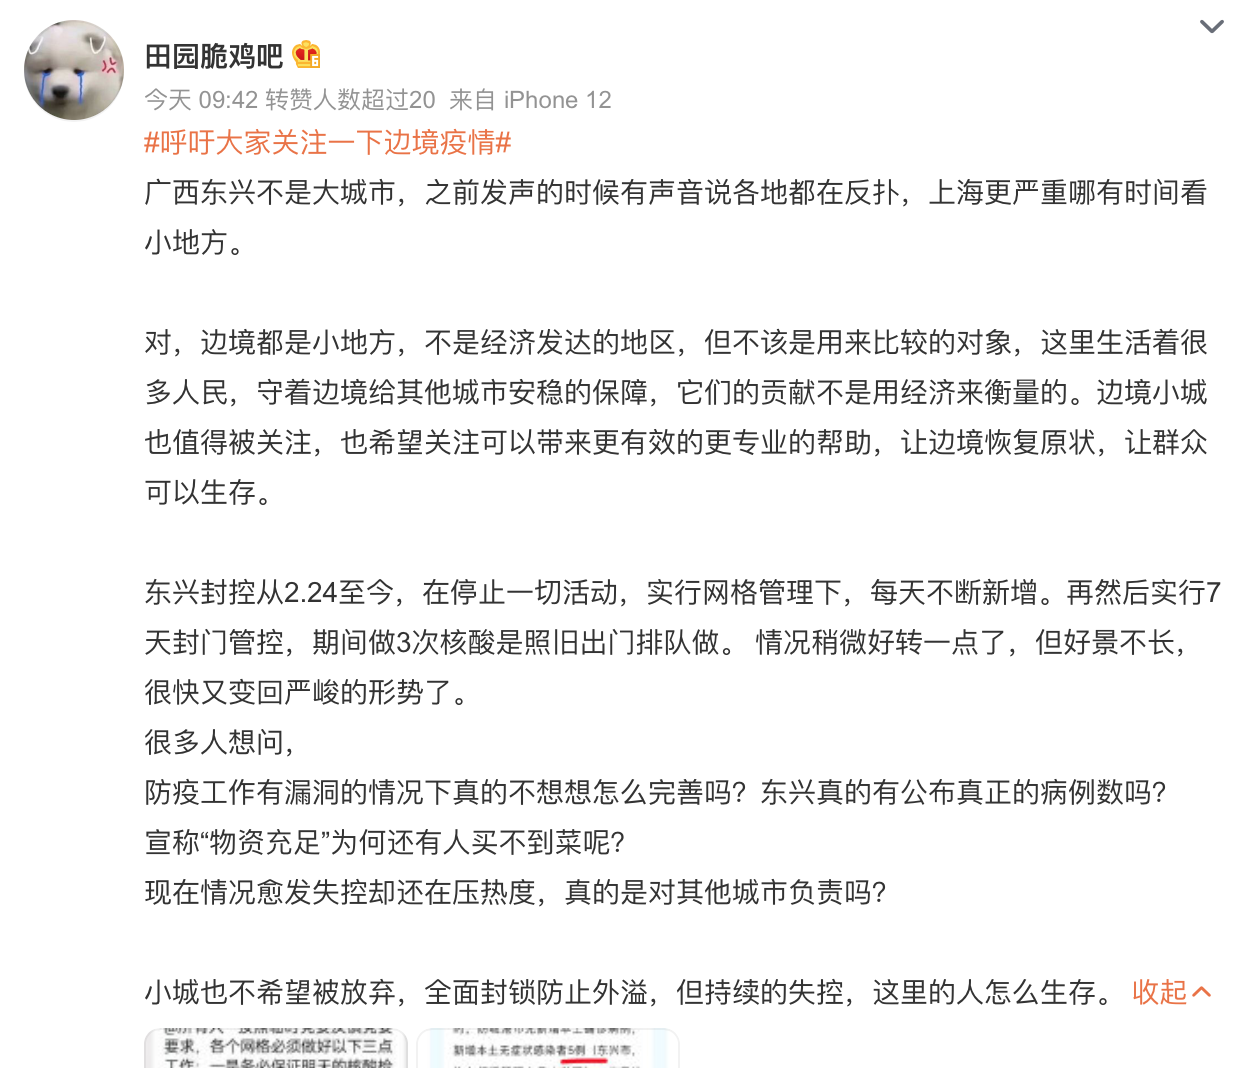 田园脆鸡吧
今天 09:42 转赞人数超过20 来自 iPhone 12
#呼吁大家关注一下边境疫情#
广西东兴不是大城市，之前发声的时候有声音说各地都在反扑，上海更严重哪有时间看
小地方。
对，边境都是小地方，不是经济发达的地区，但不该是用来比较的对象，这里生活着很
多人民，守着边境给其他城市安稳的保障，它们的贡献不是用经济来衡量的。边境小城
也值得被关注，也希望关注可以带来更有效的更专业的帮助，让边境恢复原状，让群众
可以生存。
东兴封控从2.24至今，在停止一切活动，实行网格管理下，每天不断新增。再然后实行7
天封门管控，期间做3次核酸是照旧出门排队做。 情况稍微好转一点了，但好景不长，
很快又变回严峻的形势了。
很多人想问，
防疫工作有漏洞的情况下真的不想想怎么完善吗？东兴真的有公布真正的病例数吗？
宣称“物资充足”为何还有人买不到菜呢？
现在情况愈发失控却还在压热度，真的是对其他城市负责吗？
小城也不希望被放弃，全面封锁防止外溢，但持续的失控，这里的人怎么生存。 收起
要求，各个网格必须做好以下三点
工作：一是务必保证明天的核酸检
新增本土无症状感染者5例（东兴市，